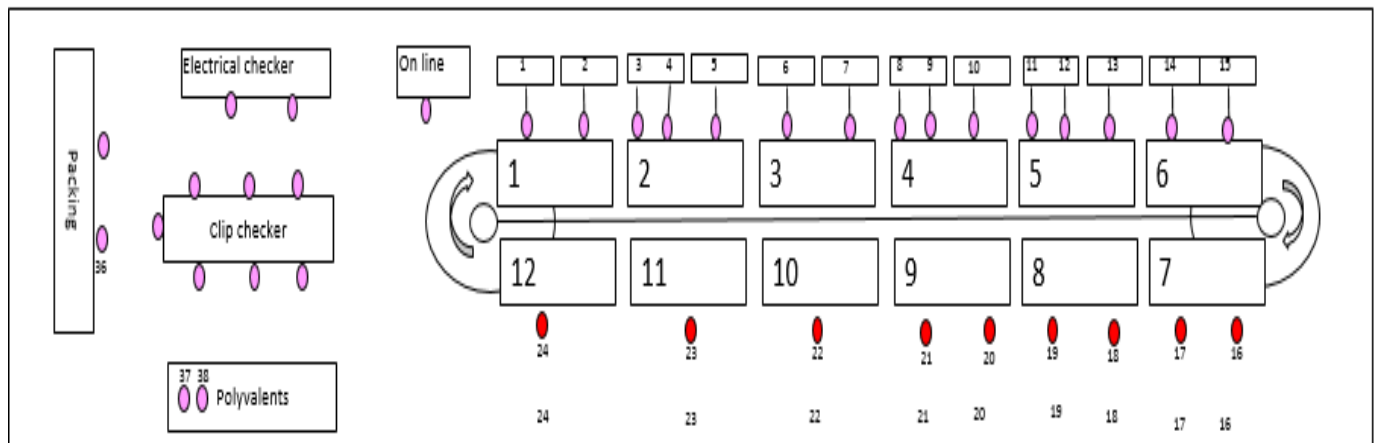 Electrical checker
On line
1 2 3 4 5 6 7 8 9 10 11 12 13 14 15
Packing
1 2 3 4 5 6
Clip checker
36
12 11 10 9 8 7
24 23 22 21 20 19 18 17 16
37 38
Polyvalents
24 23 22 21 20 19 18 17 16